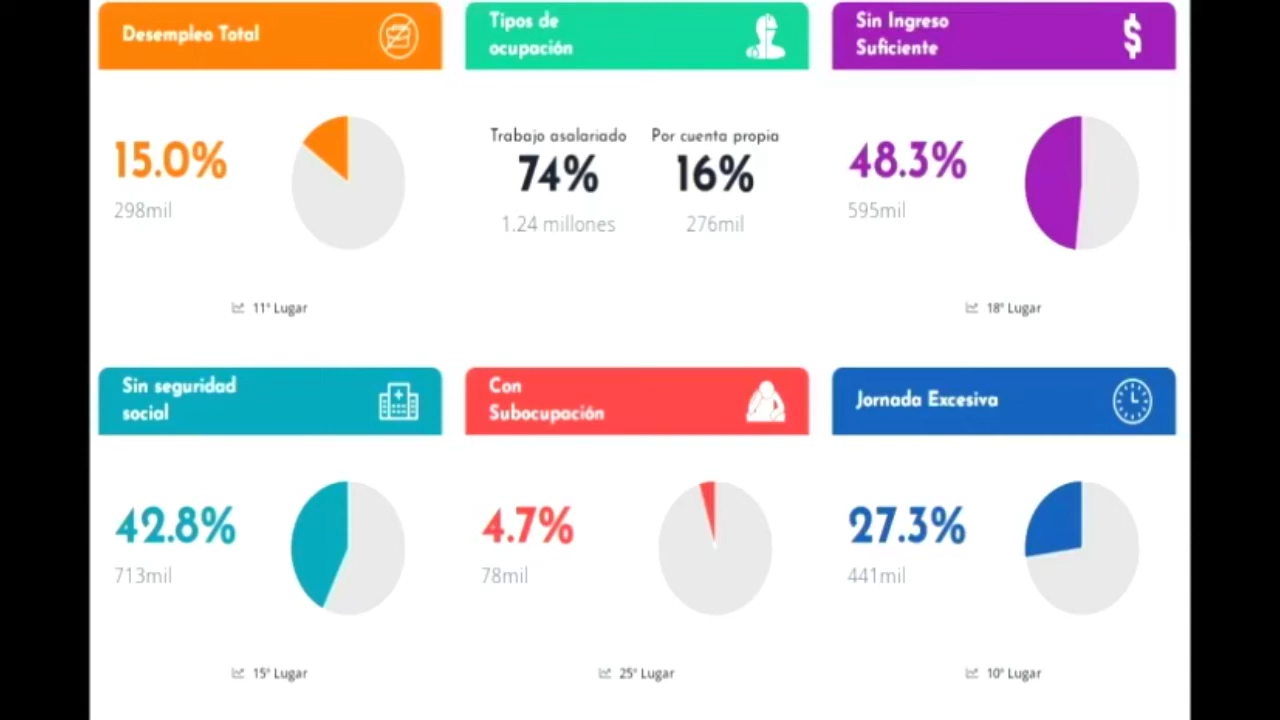 Desempleo Total
15.0%
298mil
11° Lugar
Tipos de
ocupación
Trabajo asalariado
74%
1.24 millones
Por cuenta propia
16%
276mil
Sin Ingreso
Suficiente
$
48.3%
595mil
18° Lugar
Sin seguridad
social
42.8%
713mil
15° Lugar
Con
Subocupación
4.7%
78mil
25° Lugar
Jornada Excesiva
27.3%
441mil
10° Lugar